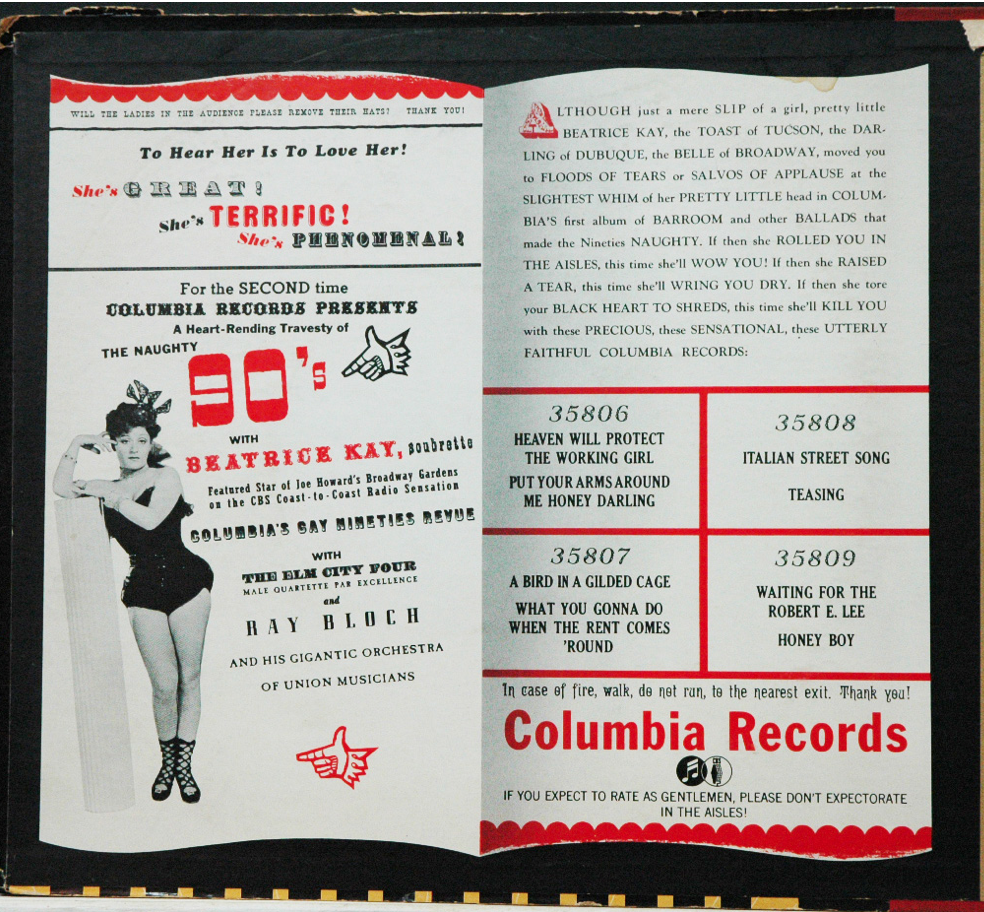 WILL THE LADIES IN THE AUDIENCE PLEASE REMOVE THEIR HATS? THANK YOU!
To Hear Her Is To Love Her!
She's GREAT!
She's TERRIFIC!
She's PHENOMENAL!
For the SECOND time
COLUMBIA RECORDS PRESENTS
A Heart-Rending Travesty of
THE NAUGHTY
90's
WITH
BEATRICE KAY, soubrette
Featured Star of Joe Howard's Broadway Gardens
on the CBS Coast-to-Coast Radio Sensation
COLUMBIA'S GAY NINETIES REVUE
WITH
THE ELM CITY FOUR
MALE QUARTETTE PAR EXCELLENCE
and
RAY BLOCH
AND HIS GIGANTIC ORCHESTRA
OF UNION MUSICIANS
ALTHOUGH just a mere SLIP of a girl, pretty little
BEATRICE KAY, the TOAST of TUCSON, the DAR-
LING of DUBUQUE, the BELLE of BROADWAY, moved you
to FLOODS OF TEARS or SALVOS OF APPLAUSE at the
SLIGHTEST WHIM of her PRETTY LITTLE head in COLUM-
BIA'S first album of BARROOM and other BALLADS that
made the Nineties NAUGHTY. If then she ROLLED YOU IN
THE AISLES, this time she'll WOW YOU! If then she RAISED
A TEAR, this time she'll WRING YOU DRY. If then she tore
your BLACK HEART TO SHREDS, this time she'll KILL YOU
with these PRECIOUS, these SENSATIONAL, these UTTERLY
FAITHFUL COLUMBIA RECORDS:
35806
HEAVEN WILL PROTECT
THE WORKING GIRL
PUT YOUR ARMS AROUND
ME HONEY DARLING
35808
ITALIAN STREET SONG
TEASING
35807
A BIRD IN A GILDED CAGE
WHAT YOU GONNA DO
WHEN THE RENT COMES
'ROUND
35809
WAITING FOR THE
ROBERT E. LEE
HONEY BOY
In case of fire, walk, do not run, to the nearest exit. Thank you!
Columbia Records
IF YOU EXPECT TO RATE AS GENTLEMEN, PLEASE DON'T EXPECTORATE
IN THE AISLES!